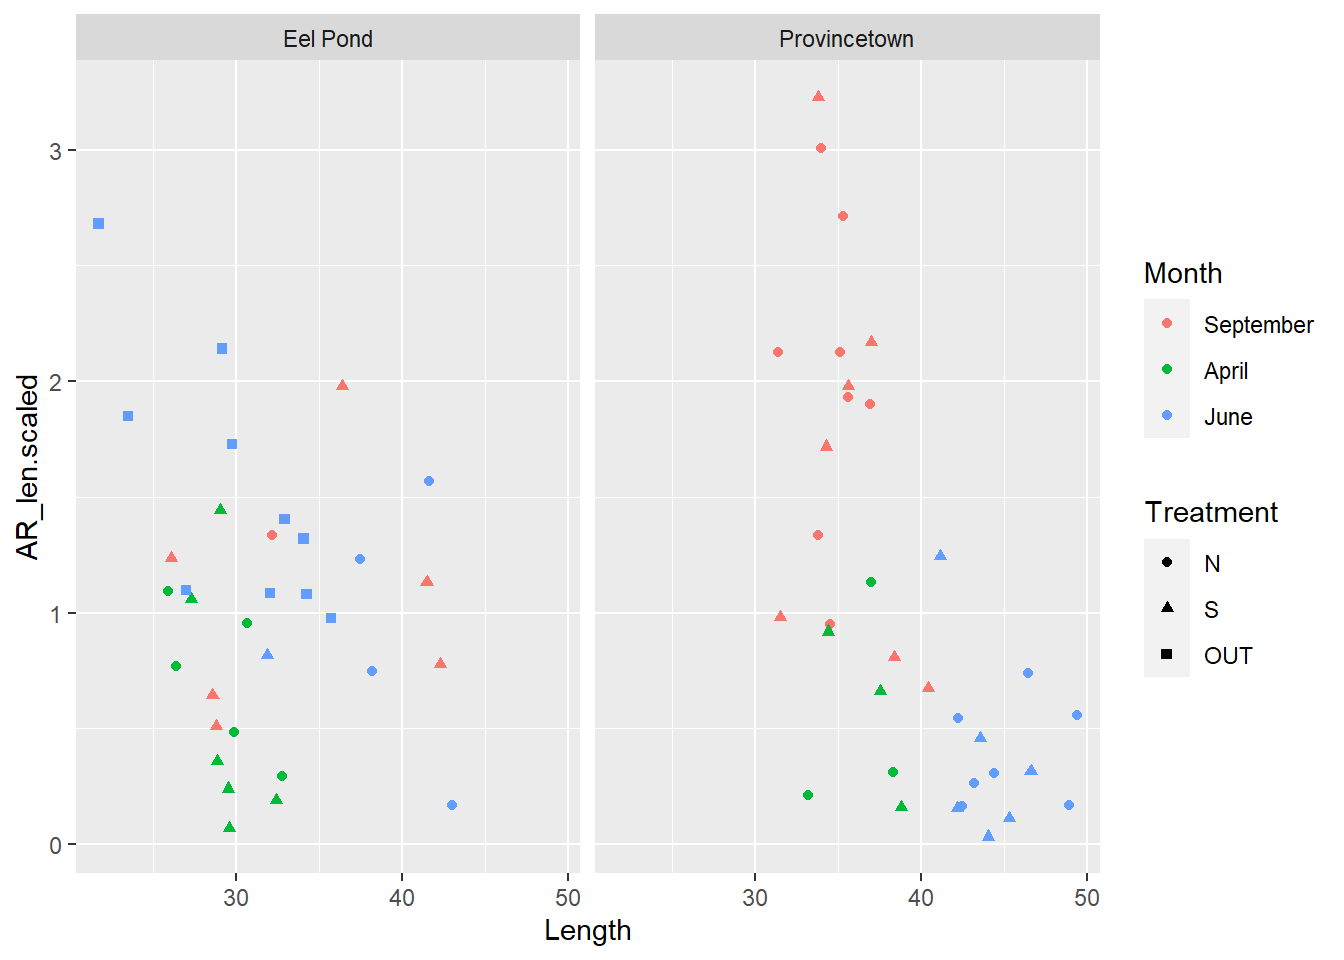 Eel Pond
Provincetown
3
2
1
0
AR_len.scaled
30
40
50
30
40
50
Length
Month
September
April
June
Treatment
N
S
OUT